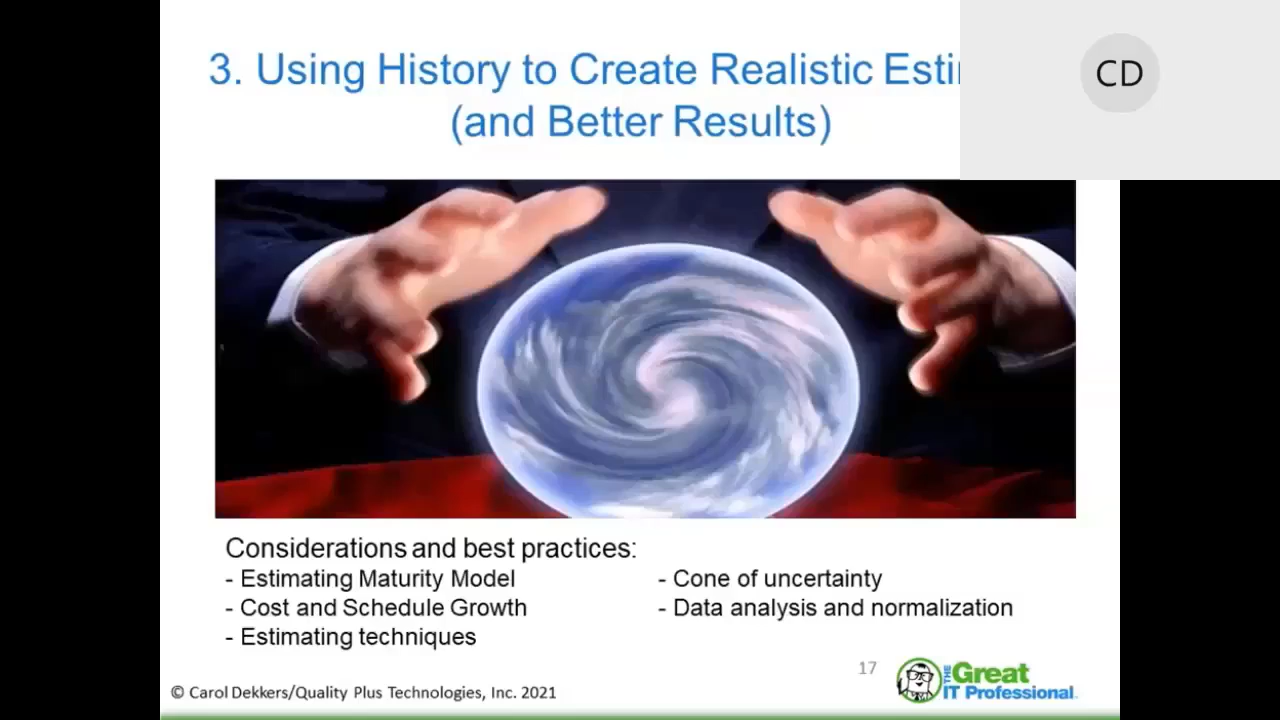 3. Using History to Create Realistic Esti
(and Better Results)
CD
Considerations and best practices:
- Estimating Maturity Model
- Cost and Schedule Growth
- Estimating techniques
- Cone of uncertainty
- Data analysis and normalization
17
© Carol Dekkers/Quality Plus Technologies, Inc. 2021
THE Great
IT Professional